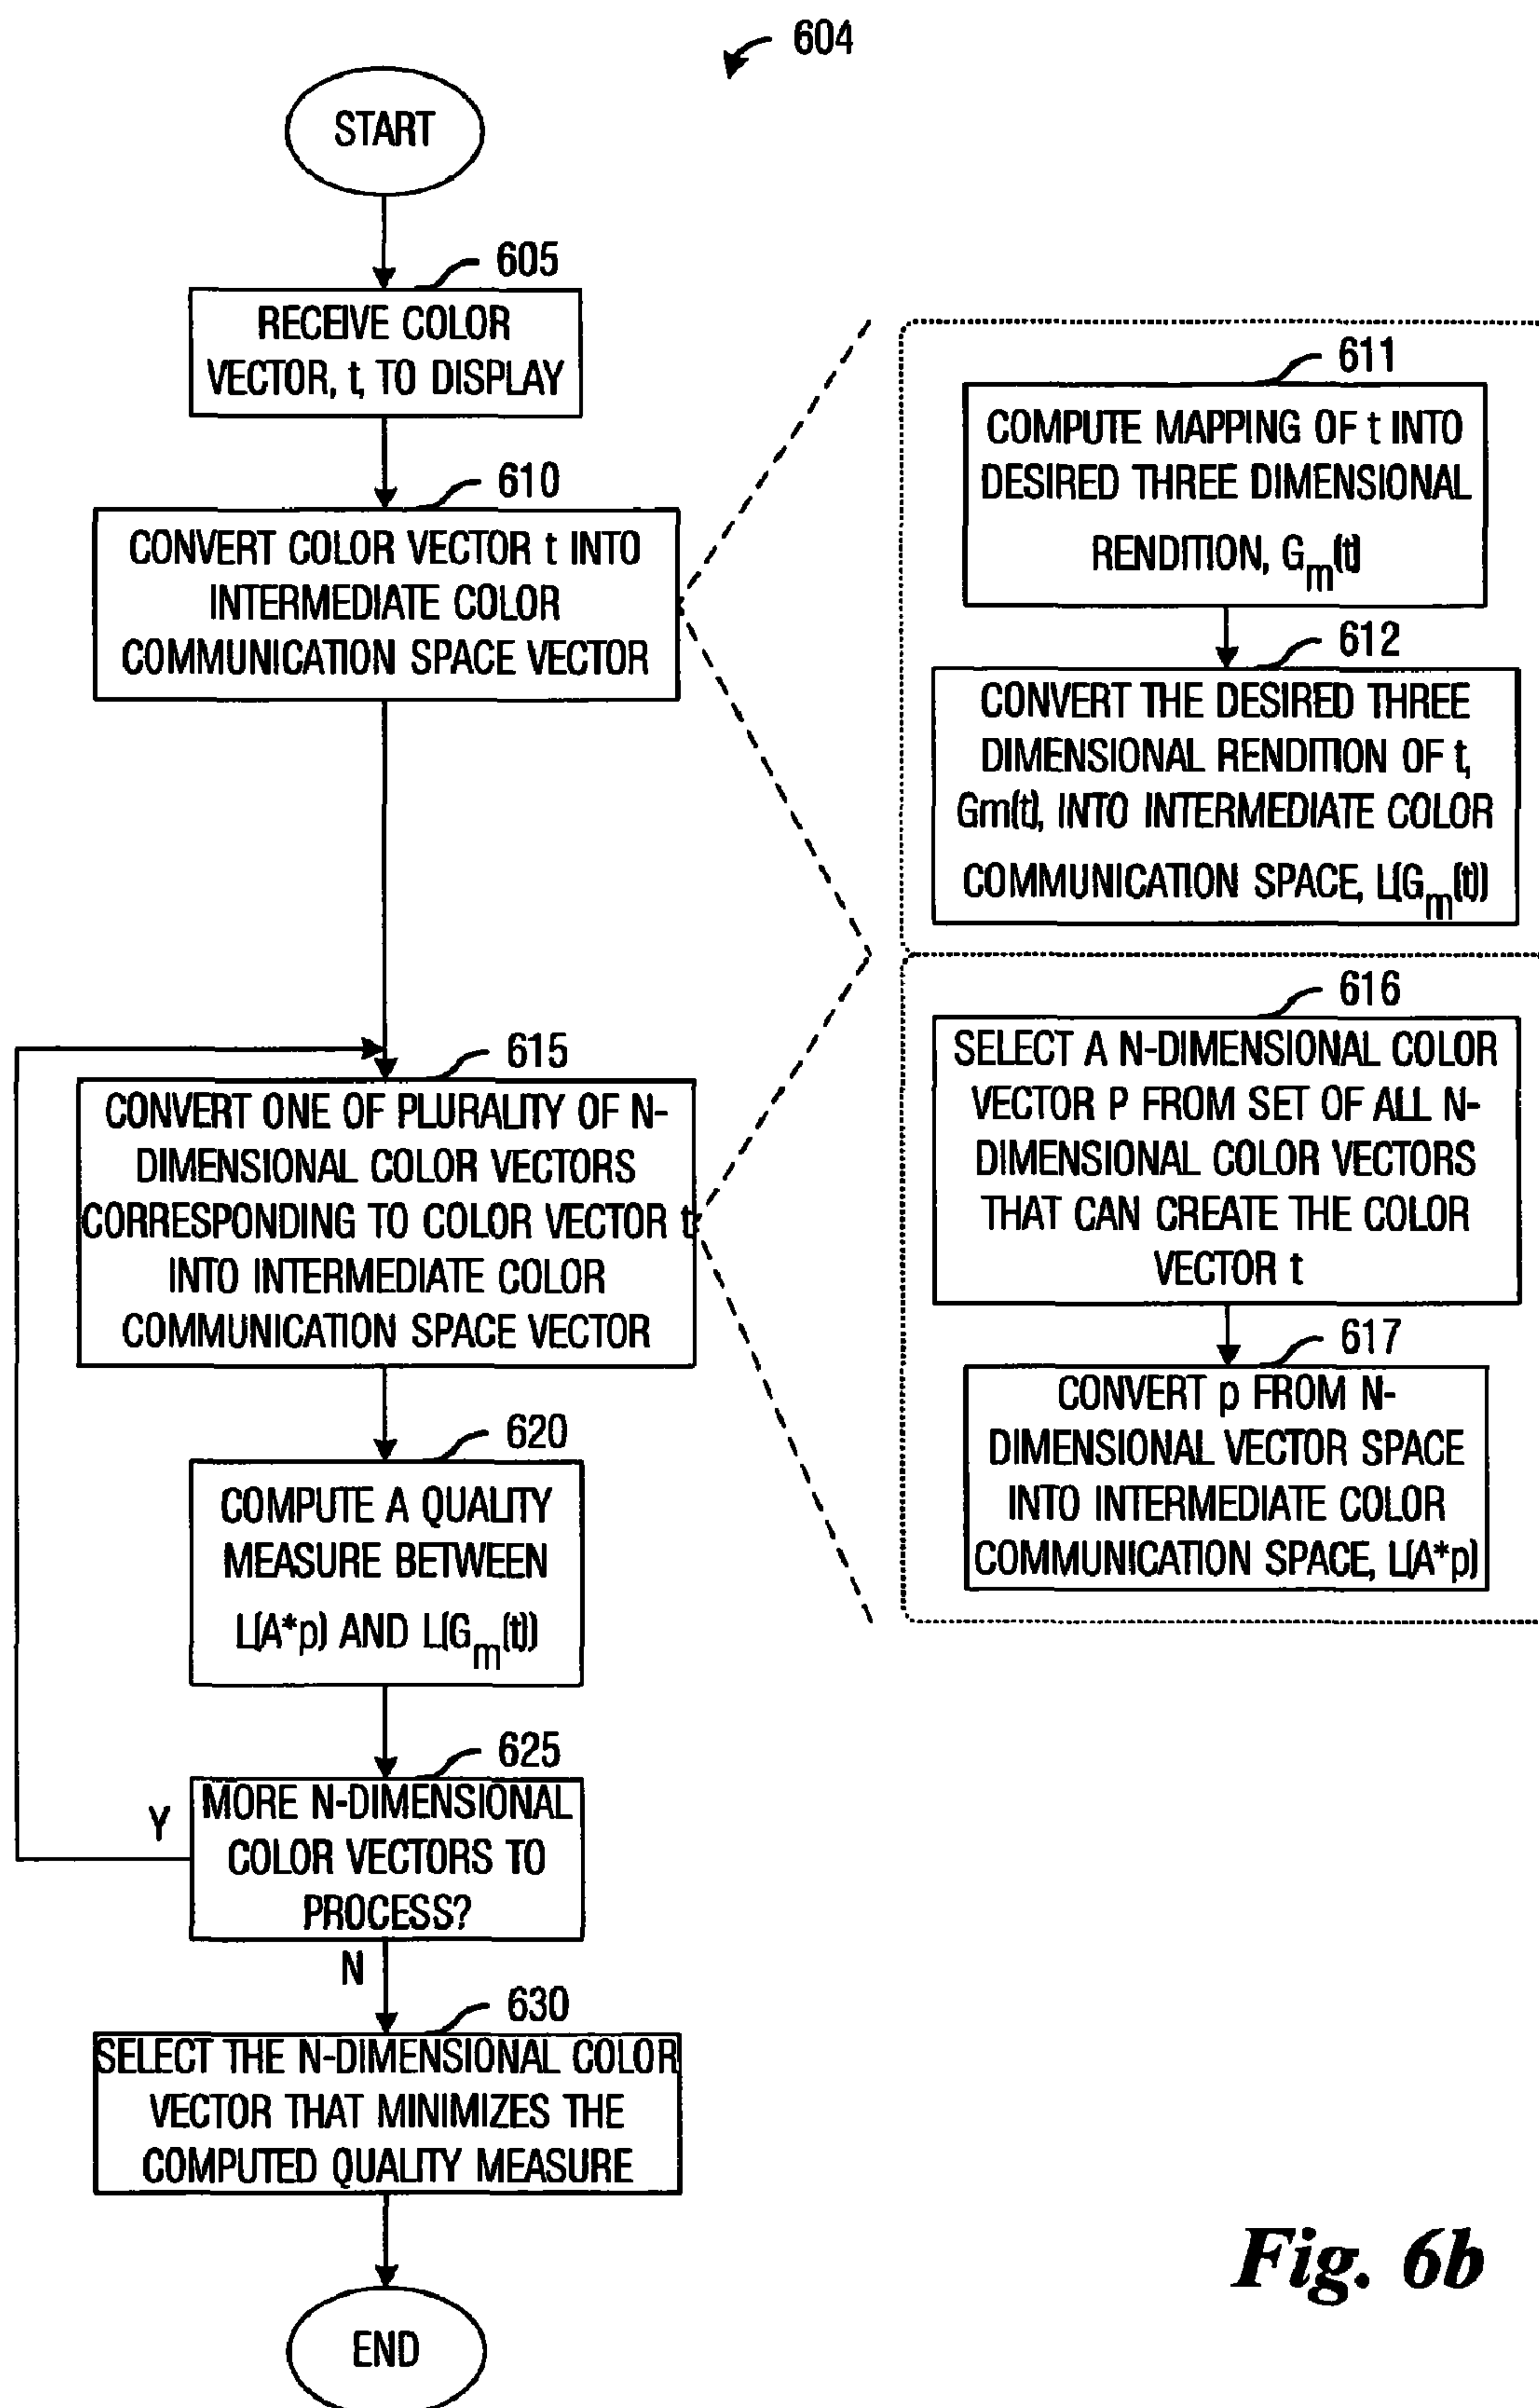 604
START
605
RECEIVE COLOR
VECTOR, t, TO DISPLAY
610
CONVERT COLOR VECTOR t INTO
INTERMEDIATE COLOR
COMMUNICATION SPACE VECTOR
611
COMPUTE MAPPING OF t INTO
DESIRED THREE DIMENSIONAL
RENDITION, Gm(t)
612
CONVERT THE DESIRED THREE
DIMENSIONAL RENDITION OF t,
Gm(t), INTO INTERMEDIATE COLOR
COMMUNICATION SPACE, L(Gm(t))
615
CONVERT ONE OF PLURALITY OF N-
DIMENSIONAL COLOR VECTORS
CORRESPONDING TO COLOR VECTOR t
INTO INTERMEDIATE COLOR
COMMUNICATION SPACE VECTOR
616
SELECT A N-DIMENSIONAL COLOR
VECTOR P FROM SET OF ALL N-
DIMENSIONAL COLOR VECTORS
THAT CAN CREATE THE COLOR
VECTOR t
617
CONVERT p FROM N-
DIMENSIONAL VECTOR SPACE
INTO INTERMEDIATE COLOR
COMMUNICATION SPACE, L(A*p)
620
COMPUTE A QUALITY
MEASURE BETWEEN
L(A*p) AND L(Gm(t))
625
MORE N-DIMENSIONAL
COLOR VECTORS TO
PROCESS?
Y
N
630
SELECT THE N-DIMENSIONAL COLOR
VECTOR THAT MINIMIZES THE
COMPUTED QUALITY MEASURE
END
Fig. 6b